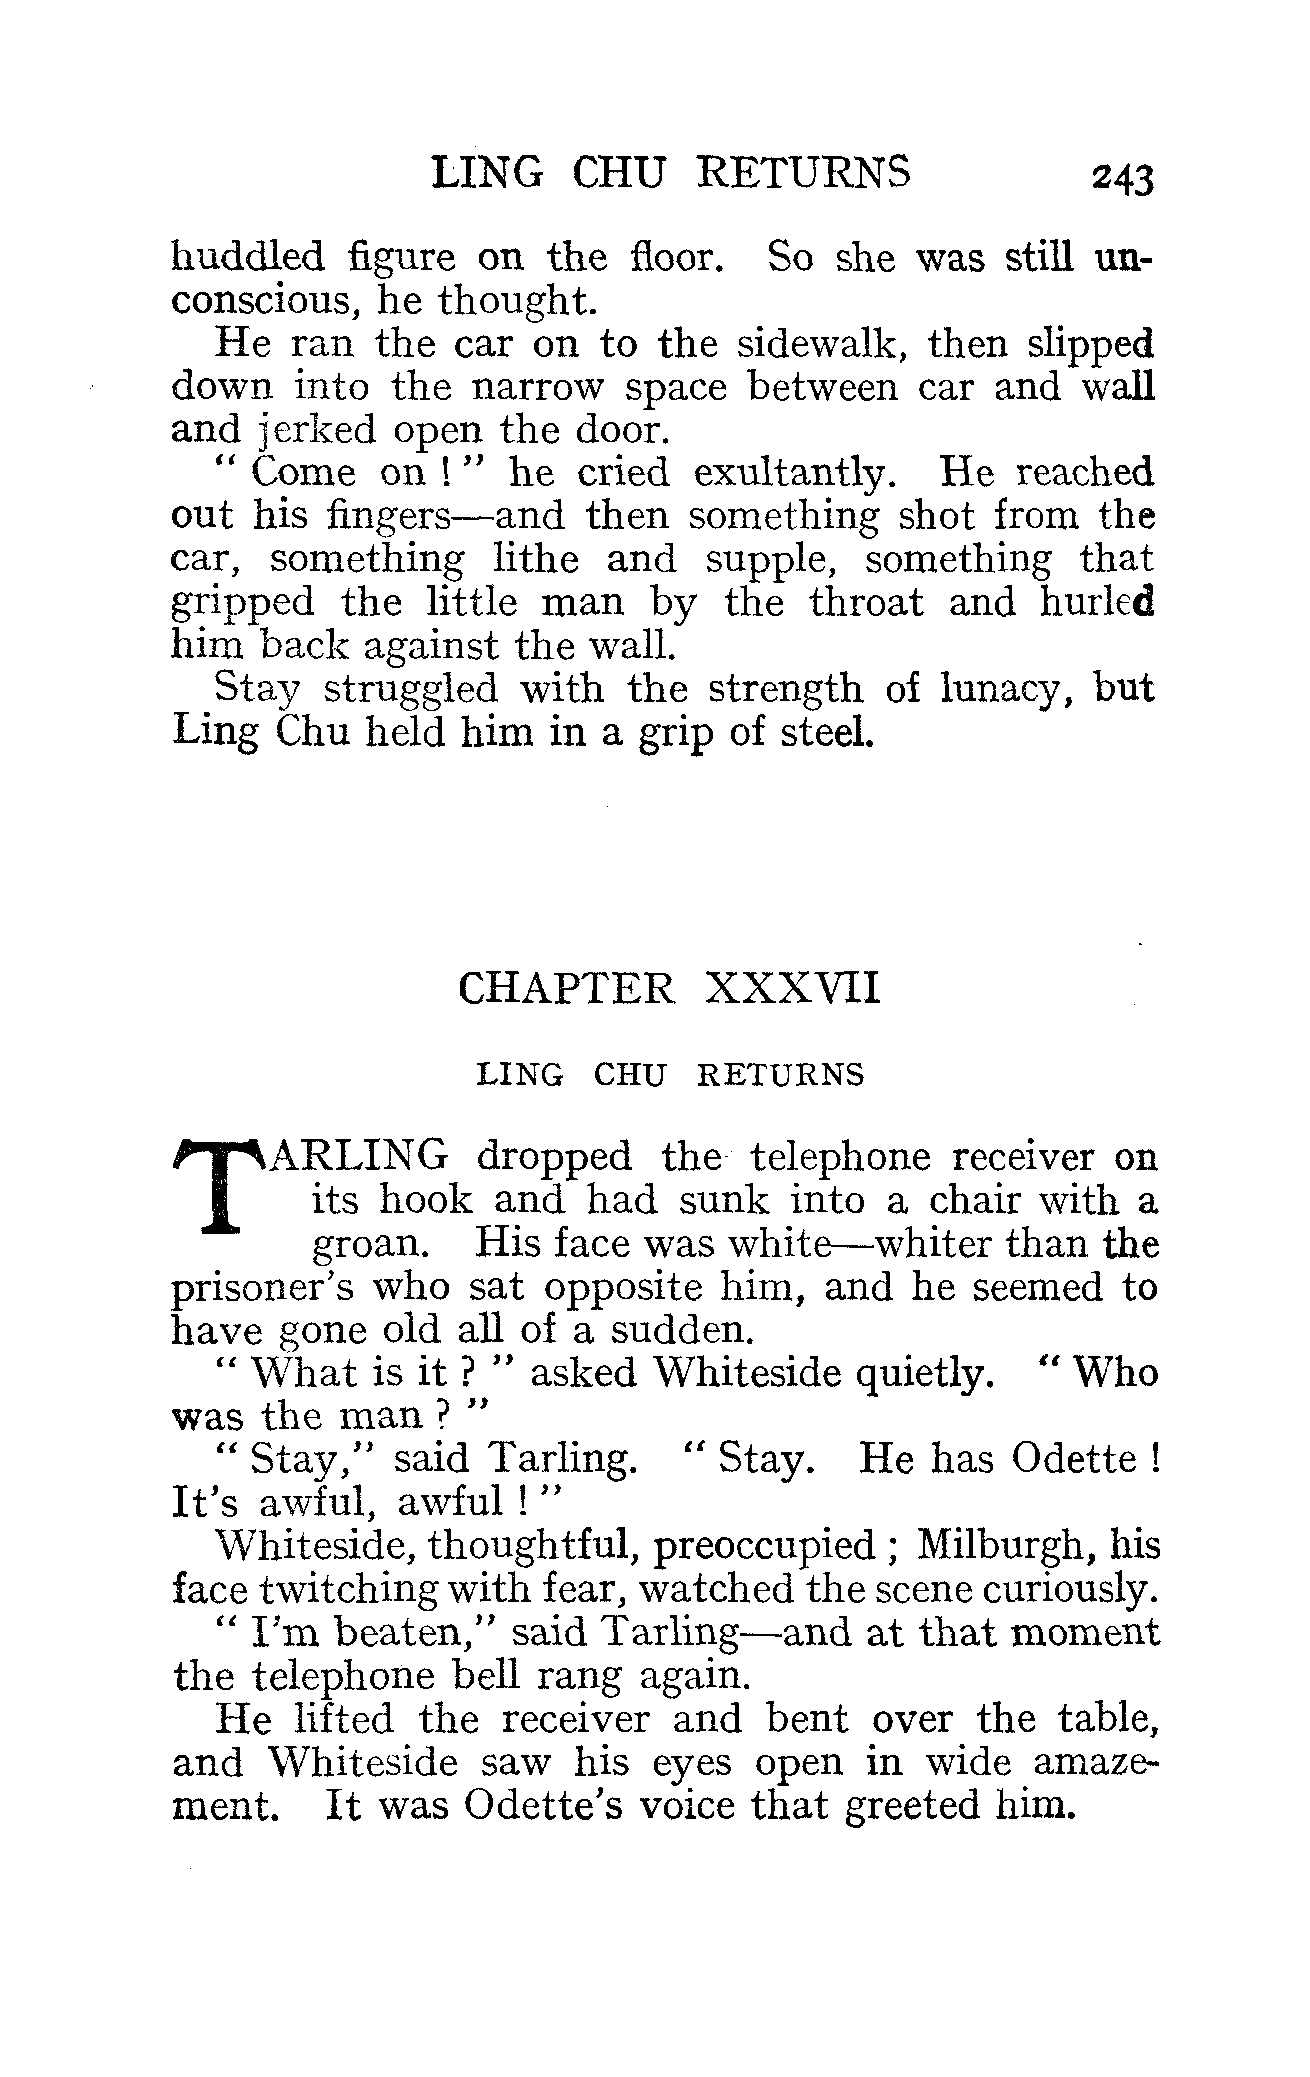 LING CHU RETURNS 243
huddled figure on the floor. So she was still un-
conscious, he thought.
He ran the car on to the sidewalk, then slipped
down into the narrow space between car and wall
and jerked open the door.
“ Come on ! ” he cried exultantly. He reached
out his fingers—and then something shot from the
car, something lithe and supple, something that
gripped the little man by the throat and hurled
him back against the wall.
Stay struggled with the strength of lunacy, but
Ling Chu held him in a grip of steel.
CHAPTER XXXVII
LING CHU RETURNS
TARLING dropped the telephone receiver on
its hook and had sunk into a chair with a
groan. His face was white—whiter than the
prisoner’s who sat opposite him, and he seemed to
have gone old all of a sudden.
“ What is it ? ” asked Whiteside quietly. “ Who
was the man ? ”
“ Stay,” said Tarling. “ Stay. He has Odette !
It’s awful, awful ! ”
Whiteside, thoughtful, preoccupied ; Milburgh, his
face twitching with fear, watched the scene curiously.
“ I’m beaten,” said Tarling—and at that moment
the telephone bell rang again.
He lifted the receiver and bent over the table,
and Whiteside saw his eyes open in wide amaze-
ment. It was Odette’s voice that greeted him.